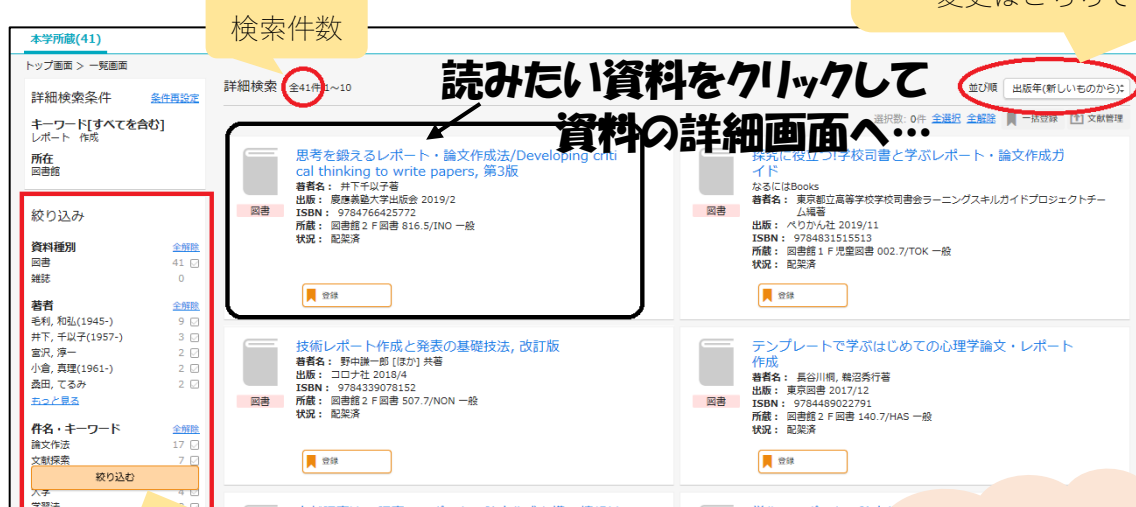 変更はこちらで
検索件数
本学所蔵(41)
トップ画面 > 一覧画面
詳細検索条件 条件再設定
キーワード[すべてを含む]
レポート 作成
所在
図書館
絞り込み
資料種別 全解除
図書 41
雑誌 0
著者 全解除
毛利, 和弘(1945-) 9
井下, 千以子(1957-) 3
宮沢, 淳一 2
小倉, 真理(1961-) 2
桑田, てるみ 2
もっと見る
件名・キーワード 全解除
論文作法 17
文献探索 7
絞り込む
大学 4
学習法
詳細検索 全41件 1~10
読みたい資料をクリックして
資料の詳細画面へ…
並び順 出版年(新しいものから)
選択数: 0件 全選択 全解除 一括登録 文献管理
図書
思考を鍛えるレポート・論文作成法/Developing criti
cal thinking to write papers, 第3版
著者名： 井下千以子著
出版： 慶應義塾大学出版会 2019/2
ISBN： 9784766425772
所蔵： 図書館２Ｆ図書 816.5/INO 一般
状況： 配架済
登録
図書
探究に役立つ!学校司書と学ぶレポート・論文作成ガ
イド
なるにはBooks
著者名： 東京都立高等学校学校司書会ラーニングスキルガイドプロジェクトチー
ム編著
出版： ぺりかん社 2019/11
ISBN： 9784831515513
所蔵： 図書館１Ｆ児童図書 002.7/TOK 一般
状況： 配架済
登録
図書
技術レポート作成と発表の基礎技法, 改訂版
著者名： 野中謙一郎 [ほか] 共著
出版： コロナ社 2018/4
ISBN： 9784339078152
所蔵： 図書館２Ｆ図書 507.7/NON 一般
状況： 配架済
登録
図書
テンプレートで学ぶはじめての心理学論文・レポート
作成
著者名： 長谷川桐, 鵜沼秀行著
出版： 東京図書 2017/12
ISBN： 9784489022791
所蔵： 図書館２Ｆ図書 140.7/HAS 一般
状況： 配架済
登録